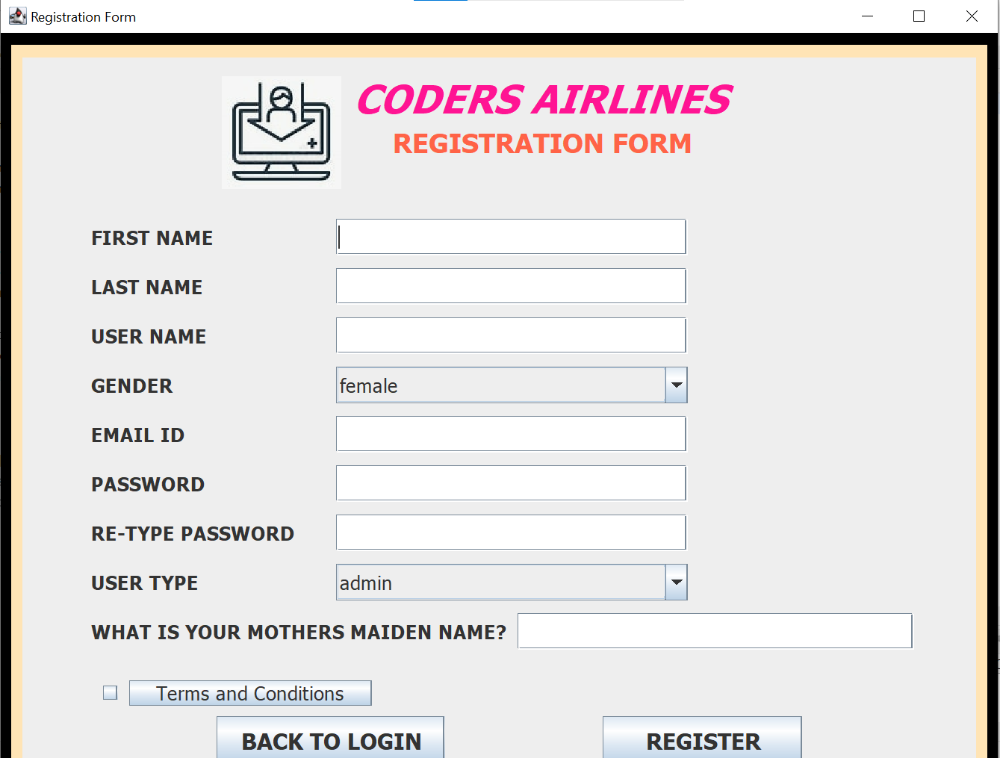 Registration Form
CODERS AIRLINES
REGISTRATION FORM
FIRST NAME
LAST NAME
USER NAME
GENDER female
EMAIL ID
PASSWORD
RE-TYPE PASSWORD
USER TYPE admin
WHAT IS YOUR MOTHERS MAIDEN NAME?
Terms and Conditions
BACK TO LOGIN REGISTER